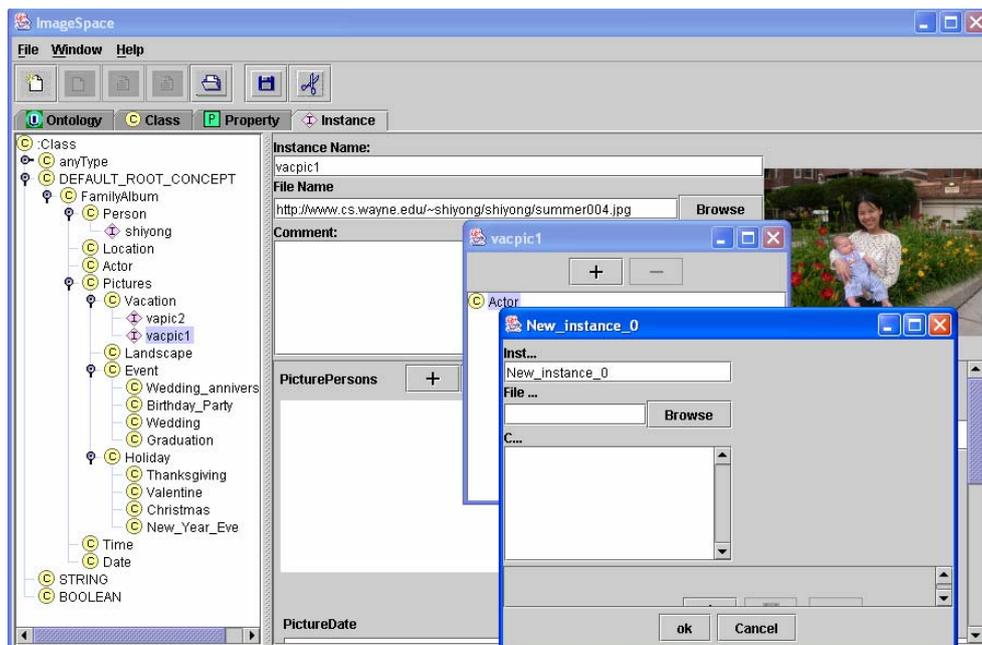 ImageSpace
File Window Help
Ontology Class Property Instance
:Class
anyType
DEFAULT_ROOT_CONCEPT
FamilyAlbum
Person
shiyong
Location
Actor
Pictures
Vacation
vapic2
vacpic1
Landscape
Event
Wedding_annivers
Birthday_Party
Wedding
Graduation
Holiday
Thanksgiving
Valentine
Christmas
New_Year_Eve
Time
Date
STRING
BOOLEAN
Instance Name:
vacpic1
File Name
http://www.cs.wayne.edu/~shiyong/shiyong/summer004.jpg Browse
Comment:
PicturePersons +
PictureDate
vacpic1
+ −
Actor
New_instance_0
Inst...
New_instance_0
File ...
Browse
C...
ok Cancel